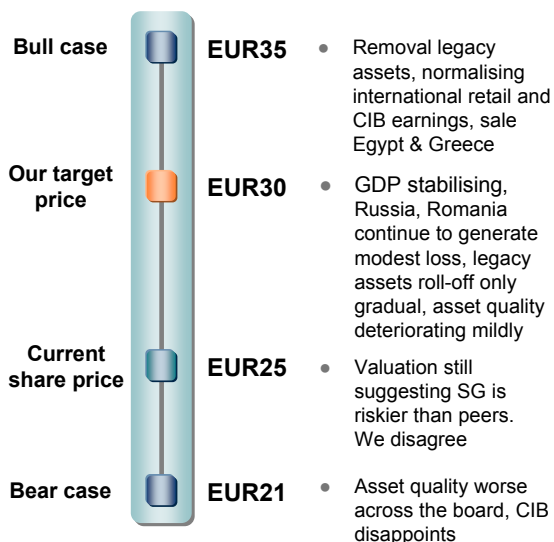 Bull case
EUR35
• Removal legacy
assets, normalising
international retail and
CIB earnings, sale
Egypt & Greece
Our target
price
EUR30
• GDP stabilising,
Russia, Romania
continue to generate
modest loss, legacy
assets roll-off only
gradual, asset quality
deteriorating mildly
Current
share price
EUR25
• Valuation still
suggesting SG is
riskier than peers.
We disagree
Bear case
EUR21
• Asset quality worse
across the board, CIB
disappoints